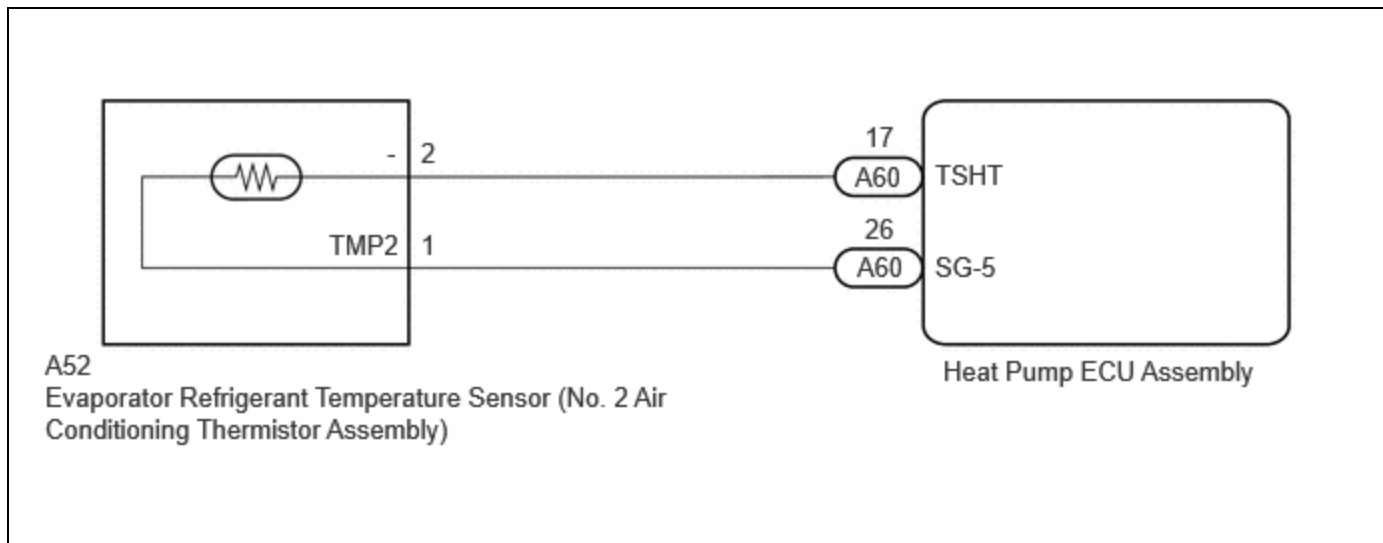 17
- 2
A60 TSHT
26
TMP2 1
A60 SG-5
A52
Evaporator Refrigerant Temperature Sensor (No. 2 Air
Conditioning Thermistor Assembly)
Heat Pump ECU Assembly